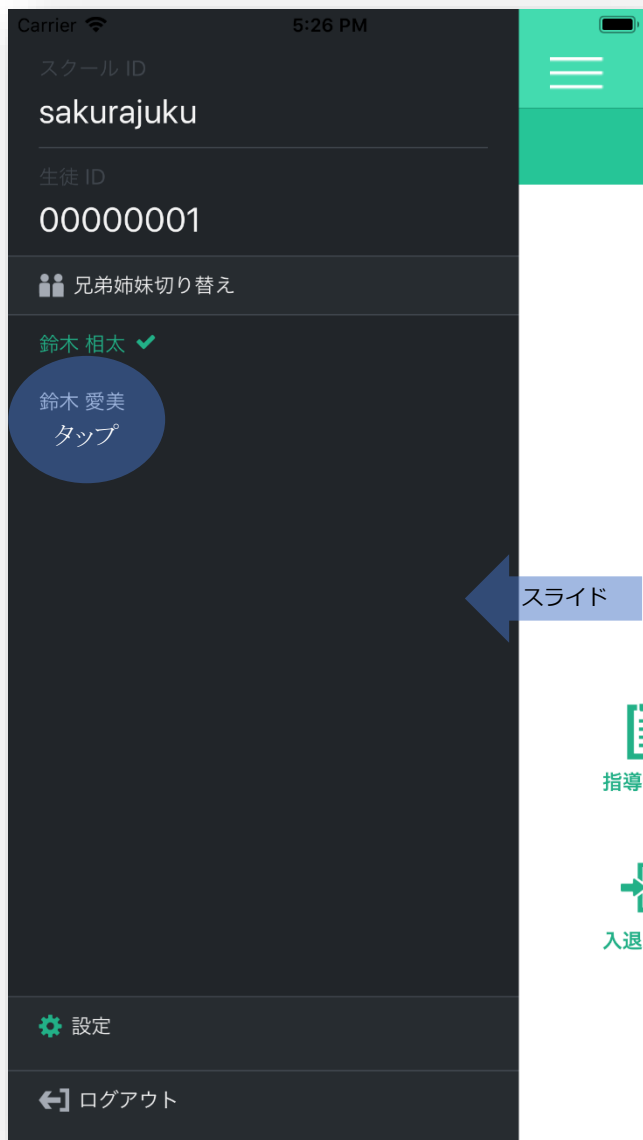 Carrier 5:26 PM
スクール ID
sakurajuku
生徒 ID
00000001
兄弟姉妹切り替え
鈴木 相太
鈴木 愛美
タップ
スライド
指導
入退
設定
ログアウト